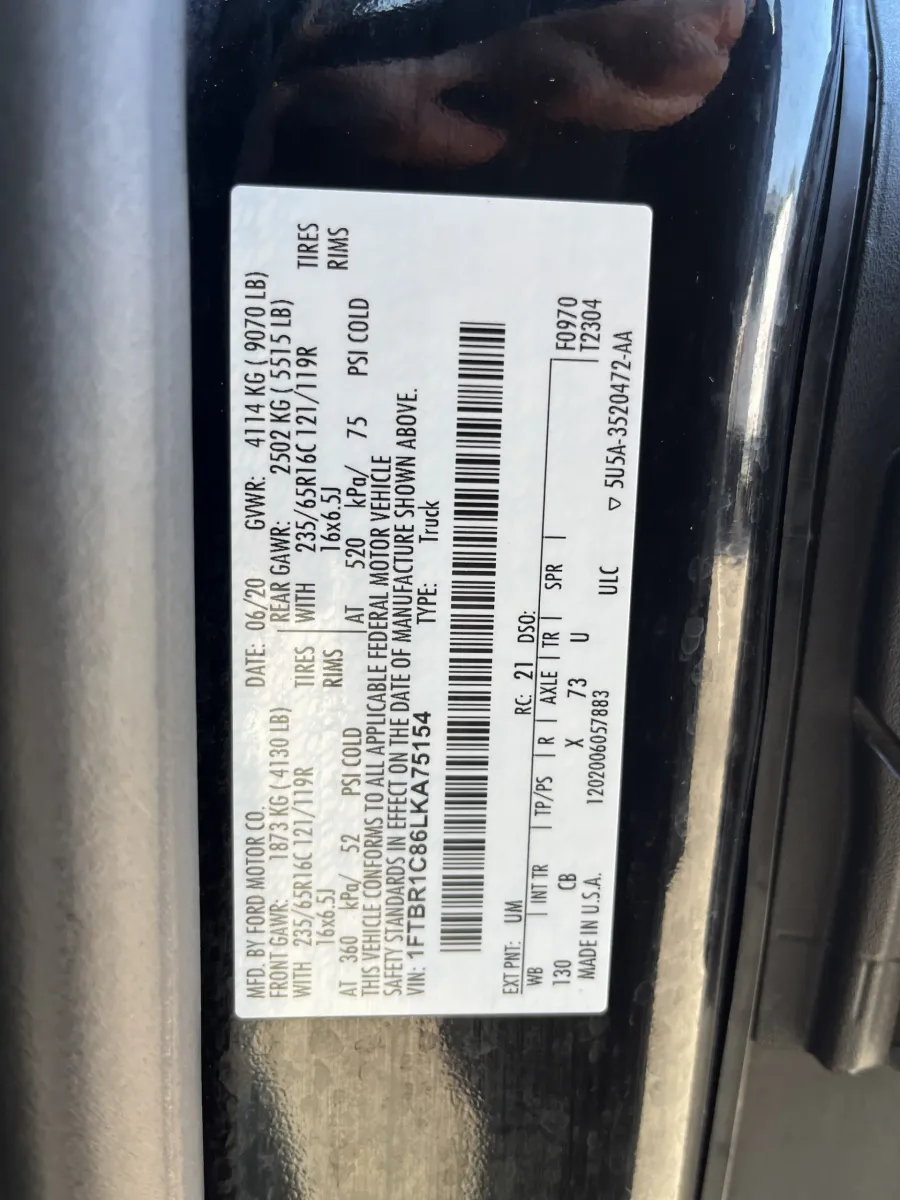 MFD. BY FORD MOTOR CO. DATE: 06/20 GVWR: 4114 KG ( 9070 LB)
FRONT GAWR: 1873 KG (4130 LB) REAR GAWR: 2502 KG ( 5515 LB)
WITH 235/65R16C 121/119R TIRES WITH 235/65R16C 121/119R TIRES
16x6.5J RIMS 16x6.5J RIMS
AT 360 kPa/ 52 PSI COLD AT 520 kPa/ 75 PSI COLD
THIS VEHICLE CONFORMS TO ALL APPLICABLE FEDERAL MOTOR VEHICLE
SAFETY STANDARDS IN EFFECT ON THE DATE OF MANUFACTURE SHOWN ABOVE.
VIN: 1FTBR1C86LKA75154 TYPE: Truck
EXT PNT: UM RC: 21 DSO:
WB INT TR TP/PS R AXLE TR SPR F0970
130 CB X 73 U T2304
MADE IN U.S.A. 1202006057883 ULC ▽ 5U5A-3520472-AA